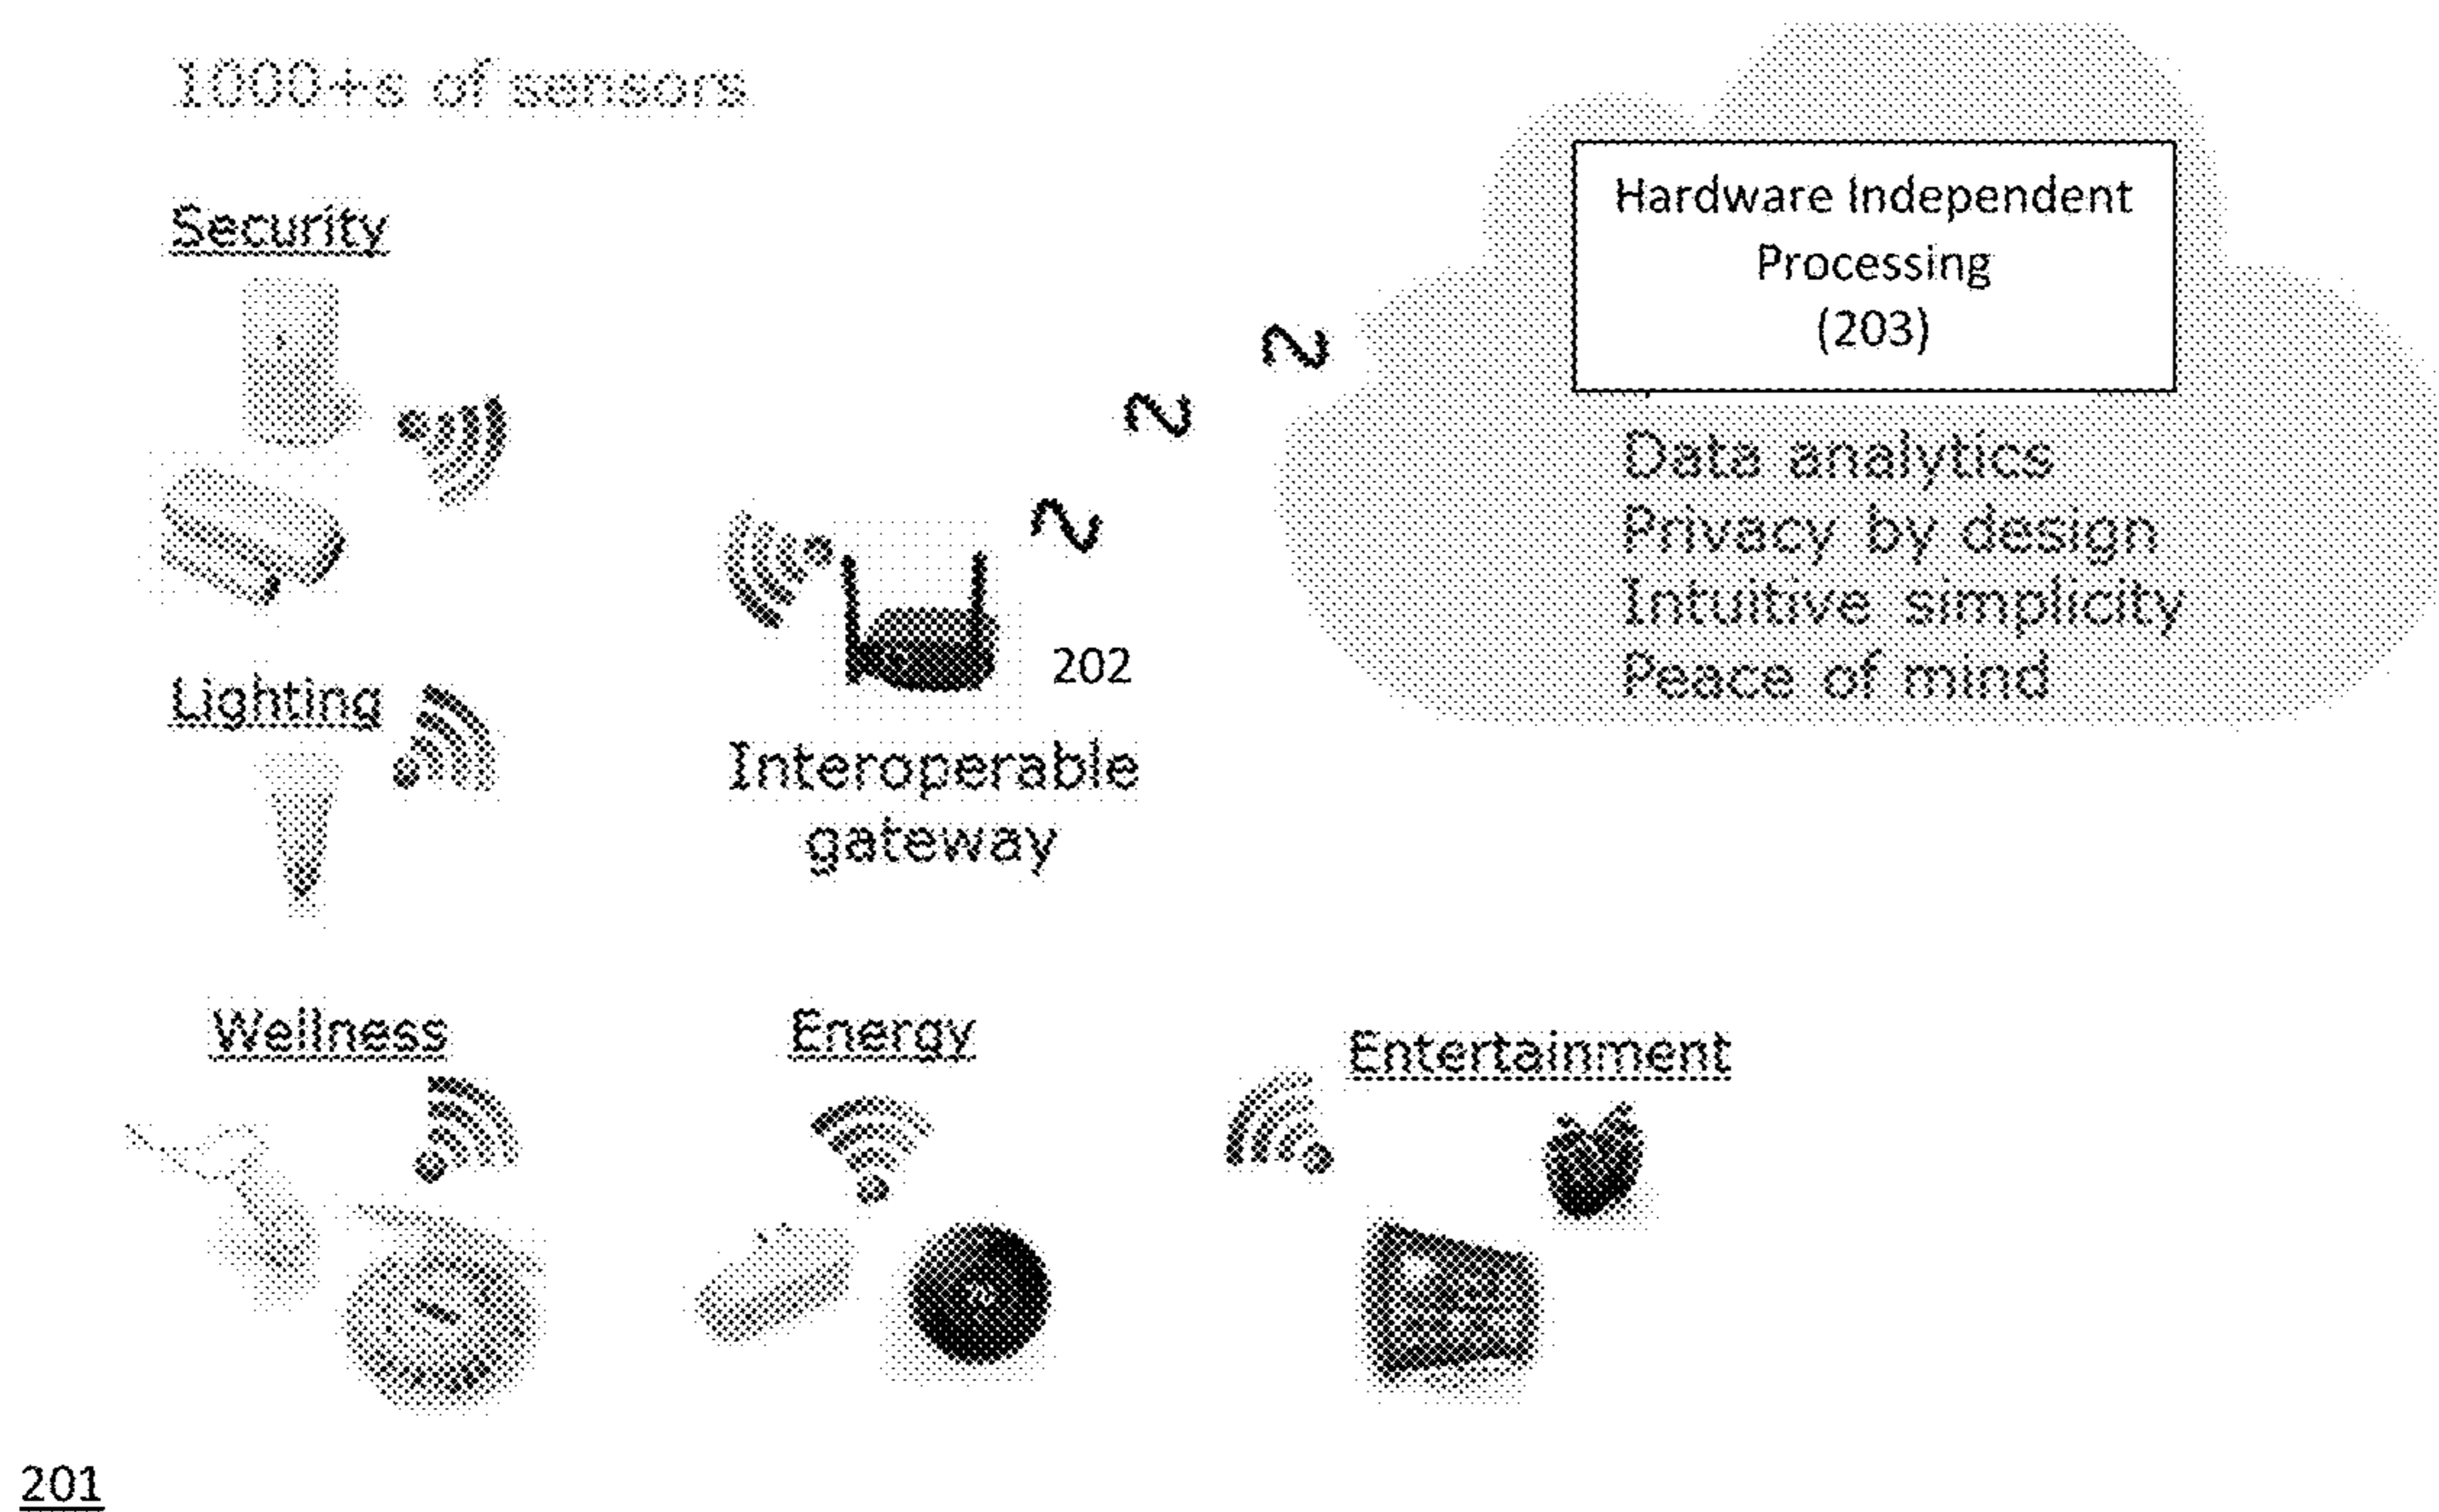 1000+s of sensors
Security
Lighting
Wellness
Energy
Entertainment
202
Interoperable
gateway
Hardware Independent
Processing
(203)
Data analytics
Privacy by design
Intuitive simplicity
Peace of mind
201